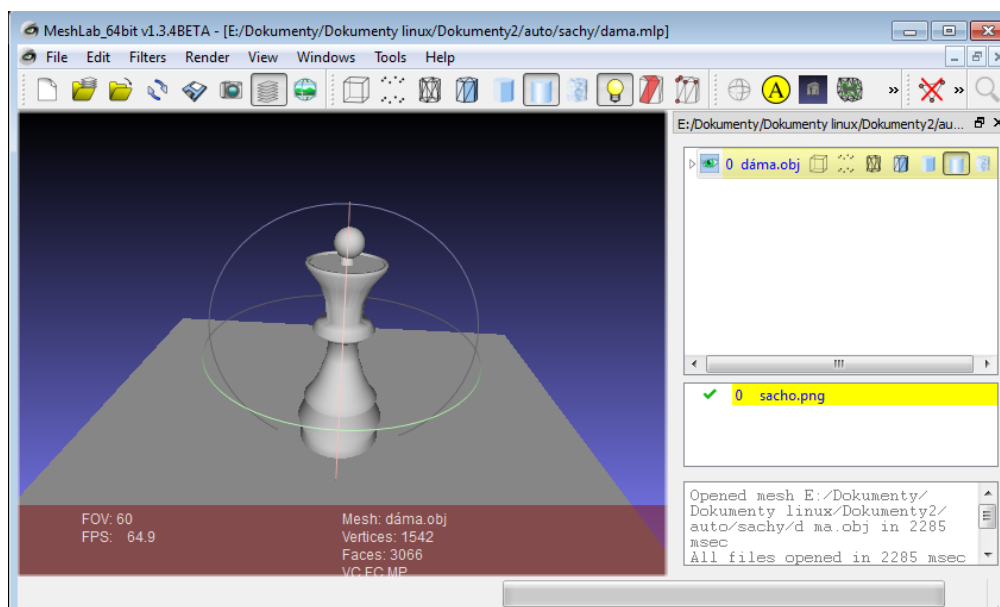 MeshLab_64bit v1.3.4BETA - [E:/Dokumenty/Dokumenty linux/Dokumenty2/auto/sachy/dama.mlp]
File Edit Filters Render View Windows Tools Help
A » »
E:/Dokumenty/Dokumenty linux/Dokumenty2/au...
0 dáma.obj
0 sacho.png
Opened mesh E:/Dokumenty/
Dokumenty linux/Dokumenty2/
auto/sachy/d ma.obj in 2285
msec
All files opened in 2285 msec
FOV: 60
FPS: 64.9
Mesh: dáma.obj
Vertices: 1542
Faces: 3066
VC FC MP